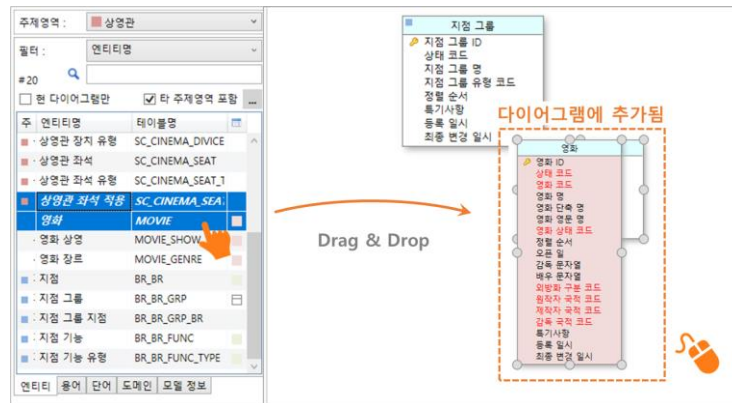 주제영역 : 상영관
필터 : 엔티티명
#20
현 다이어그램만 타 주제영역 포함 ...
주 엔티티명 테이블명
상영관 장치 유형 SC_CINEMA_DIVICE
상영관 좌석 SC_CINEMA_SEAT
상영관 좌석 유형 SC_CINEMA_SEAT_T
상영관 좌석 적용 SC_CINEMA_SEA
영화 MOVIE
영화 상영 MOVIE_SHOW
영화 장르 MOVIE_GENRE
지점 BR_BR
지점 그룹 BR_BR_GRP
지점 그룹 지점 BR_BR_GRP_BR
지점 기능 BR_BR_FUNC
지점 기능 유형 BR_BR_FUNC_TYPE
엔티티 용어 단어 도메인 모델 정보
Drag & Drop
지점 그룹
지점 그룹 ID
상태 코드
지점 그룹 명
지점 그룹 유형 코드
정렬 순서
특기사항
등록 일시
최종 변경 일시
다이어그램에 추가됨
영화
영화 ID
상태 코드
영화 코드
영화 명
영화 단축 명
영화 영문 명
영화 상태 코드
정렬 순서
오픈 일
감독 문자열
배우 문자열
외방화 구분 코드
원작자 국적 코드
제작자 국적 코드
감독 국적 코드
특기사항
등록 일시
최종 변경 일시